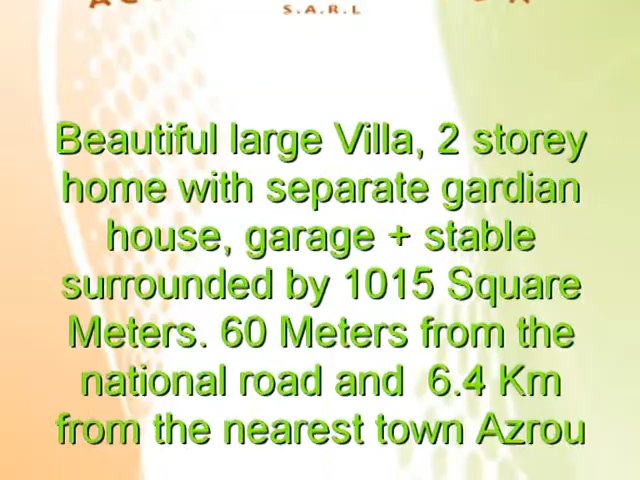 S.A.R.L
Beautiful large Villa, 2 storey
home with separate gardian
house, garage + stable
surrounded by 1015 Square
Meters. 60 Meters from the
national road and 6.4 Km
from the nearest town Azrou